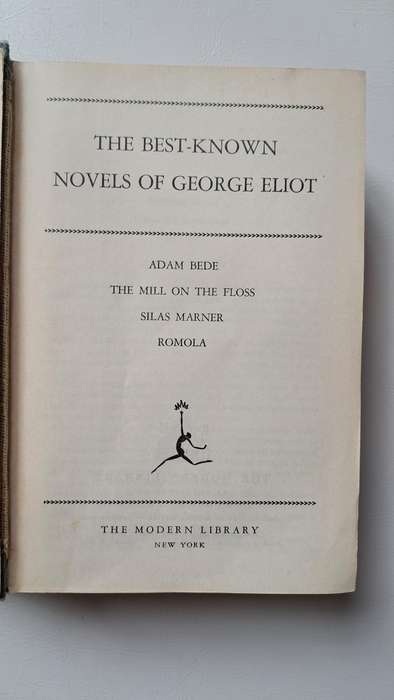 THE BEST-KNOWN
NOVELS OF GEORGE ELIOT
ADAM BEDE
THE MILL ON THE FLOSS
SILAS MARNER
ROMOLA
THE MODERN LIBRARY
NEW YORK